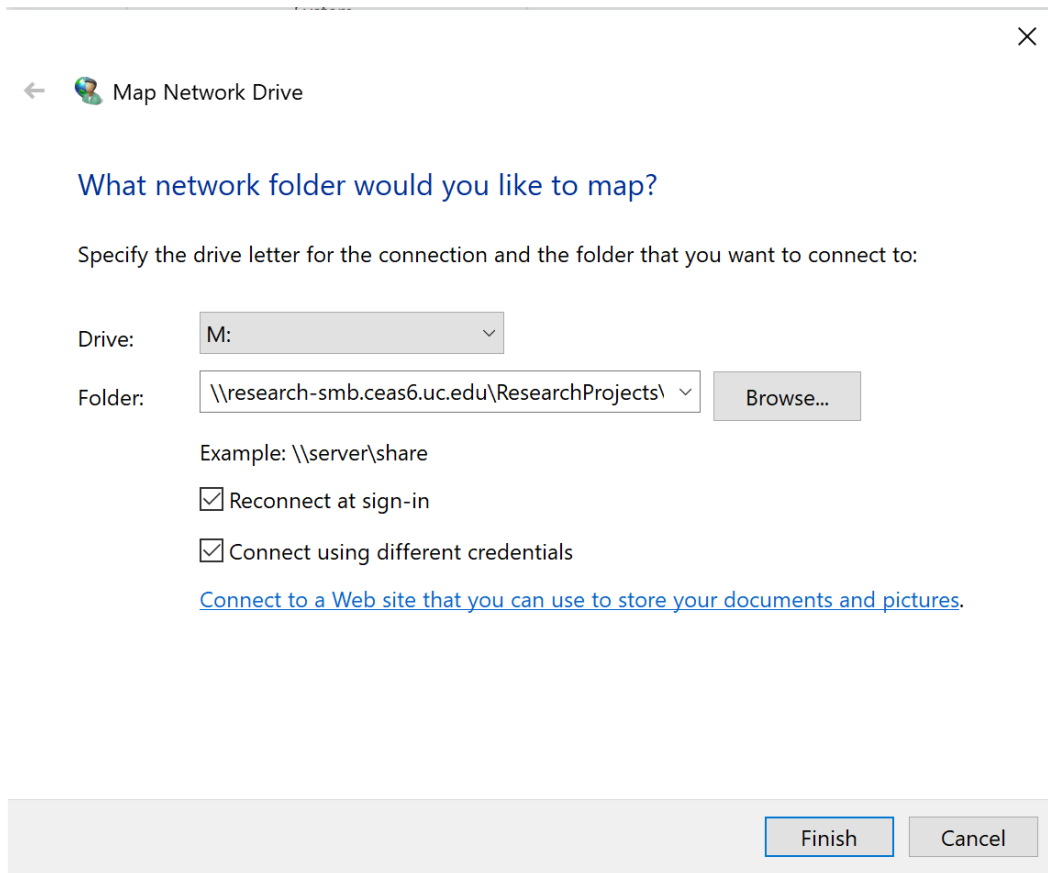 Map Network Drive
What network folder would you like to map?
Specify the drive letter for the connection and the folder that you want to connect to:
Drive: M:
Folder: \\research-smb.ceas6.uc.edu\ResearchProjects\ Browse...
Example: \\server\share
Reconnect at sign-in
Connect using different credentials
Connect to a Web site that you can use to store your documents and pictures.
Finish Cancel